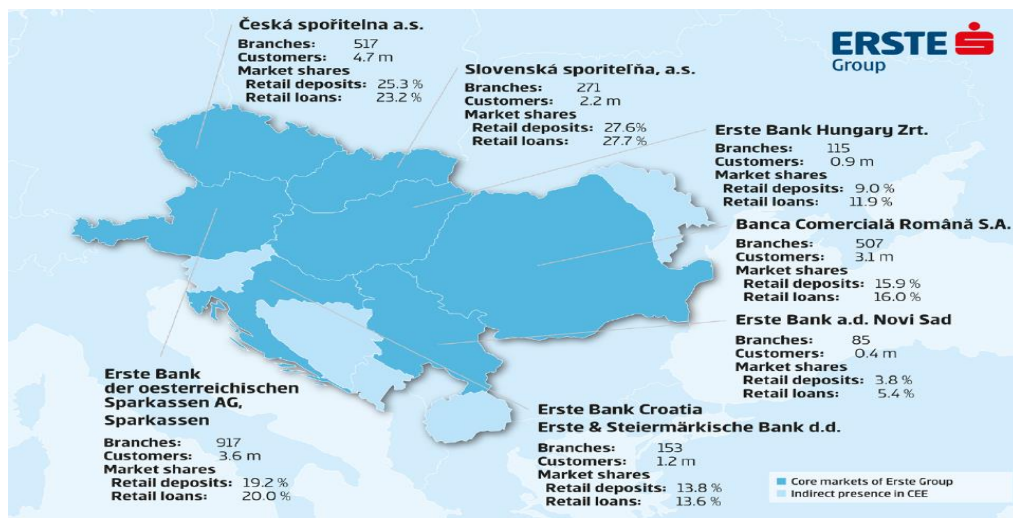 Česká spořitelna a.s.
Branches: 517
Customers: 4.7 m
Market shares
Retail deposits: 25.3 %
Retail loans: 23.2 %
ERSTE
Group
Slovenská sporiteľňa, a.s.
Branches: 271
Customers: 2.2 m
Market shares
Retail deposits: 27.6%
Retail loans: 27.7 %
Erste Bank Hungary Zrt.
Branches: 115
Customers: 0.9 m
Market shares
Retail deposits: 9.0 %
Retail loans: 11.9 %
Banca Comercială Română S.A.
Branches: 507
Customers: 3.1 m
Market shares
Retail deposits: 15.9 %
Retail loans: 16.0 %
Erste Bank a.d. Novi Sad
Branches: 85
Customers: 0.4 m
Market shares
Retail deposits: 3.8 %
Retail loans: 5.4 %
Erste Bank
der oesterreichischen
Sparkassen AG,
Sparkassen
Branches: 917
Customers: 3.6 m
Market shares
Retail deposits: 19.2 %
Retail loans: 20.0 %
Erste Bank Croatia
Erste & Steiermärkische Bank d.d.
Branches: 153
Customers: 1.2 m
Market shares
Retail deposits: 13.8 %
Retail loans: 13.6 %
Core markets of Erste Group
Indirect presence in CEE